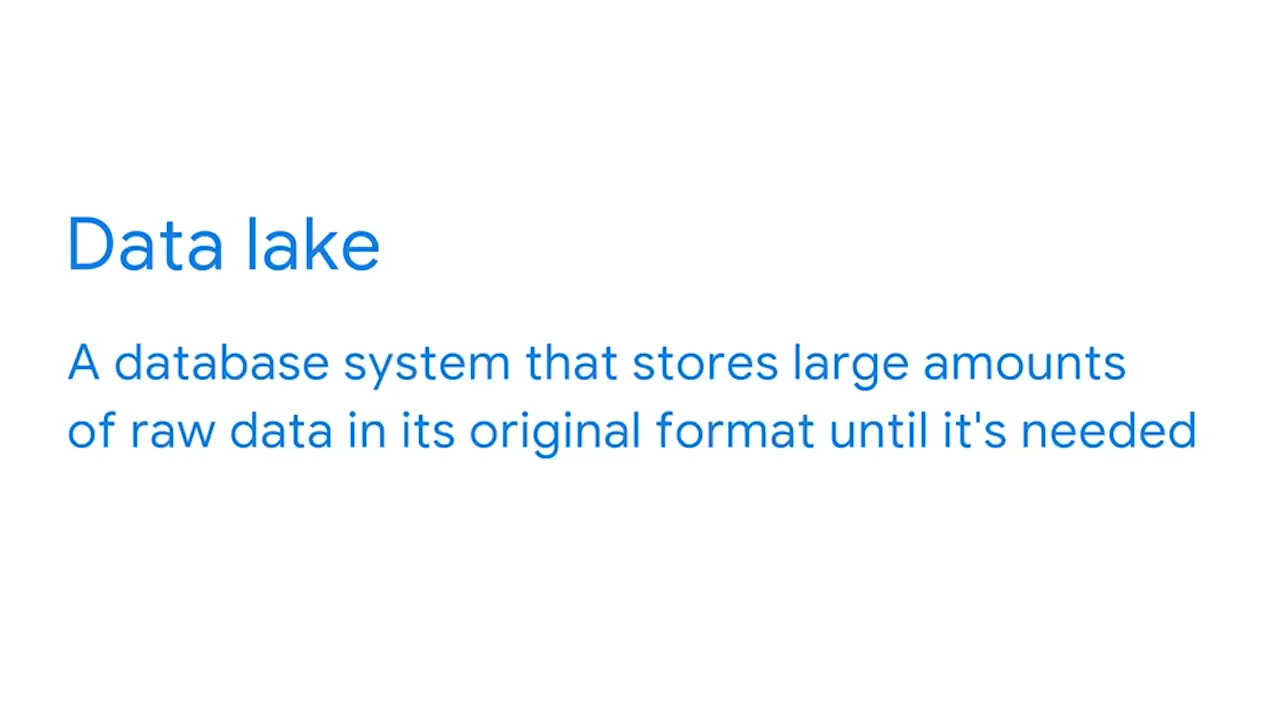 Data lake
A database system that stores large amounts
of raw data in its original format until it's needed